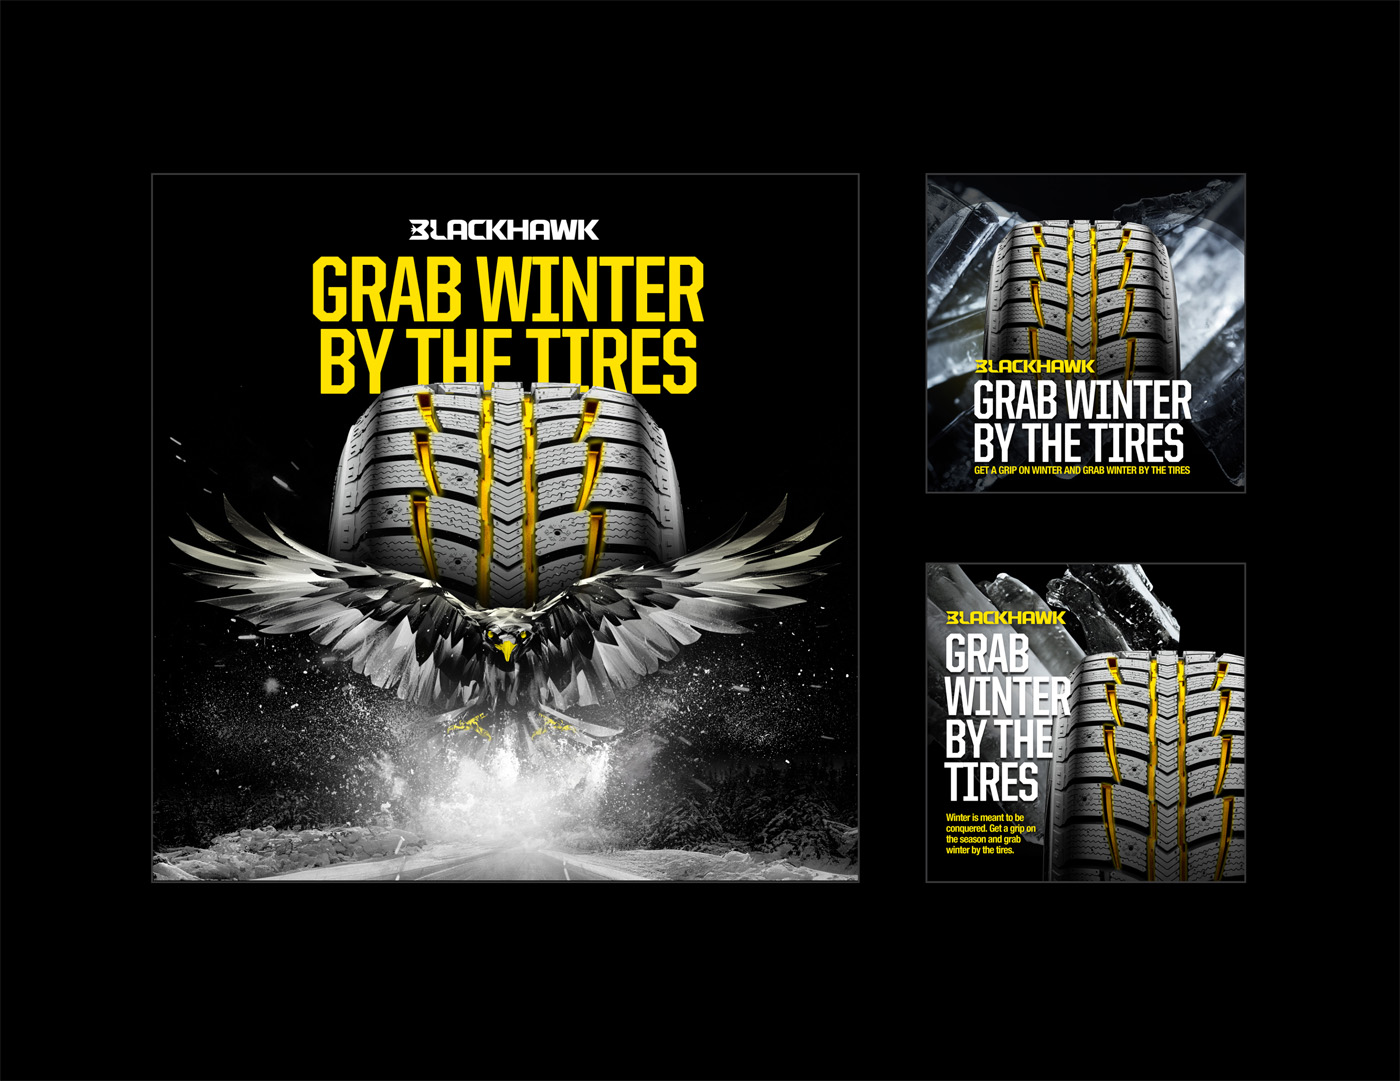 BLACKHAWK
GRAB WINTER
BY THE TIRES
BLACKHAWK
GRAB WINTER
BY THE TIRES
GET A GRIP ON WINTER AND GRAB WINTER BY THE TIRES
BLACKHAWK
GRAB
WINTER
BY THE
TIRES
Winter is meant to be
conquered. Get a grip on
the season and grab
winter by the tires.